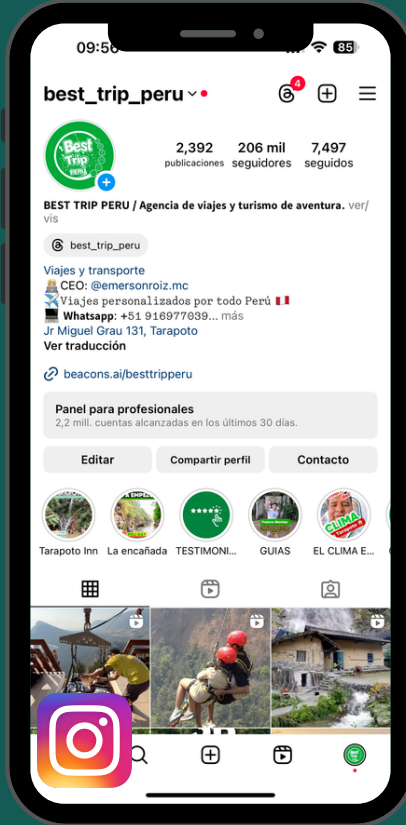 09:56
85
best_trip_peru
4
Best
Trip
PERU
2,392 206 mil 7,497
publicaciones seguidores seguidos
BEST TRIP PERU / Agencia de viajes y turismo de aventura. ver/
vis
best_trip_peru
Viajes y transporte
CEO: @emersonroiz.mc
Viajes personalizados por todo Perú
Whatsapp: +51 916977039... más
Jr Miguel Grau 131, Tarapoto
Ver traducción
beacons.ai/besttripperu
Panel para profesionales
2,2 mill. cuentas alcanzadas en los últimos 30 días.
Editar Compartir perfil Contacto
CLIMA
Tarapoto Inn La encañada TESTIMONI... GUIAS EL CLIMA E...